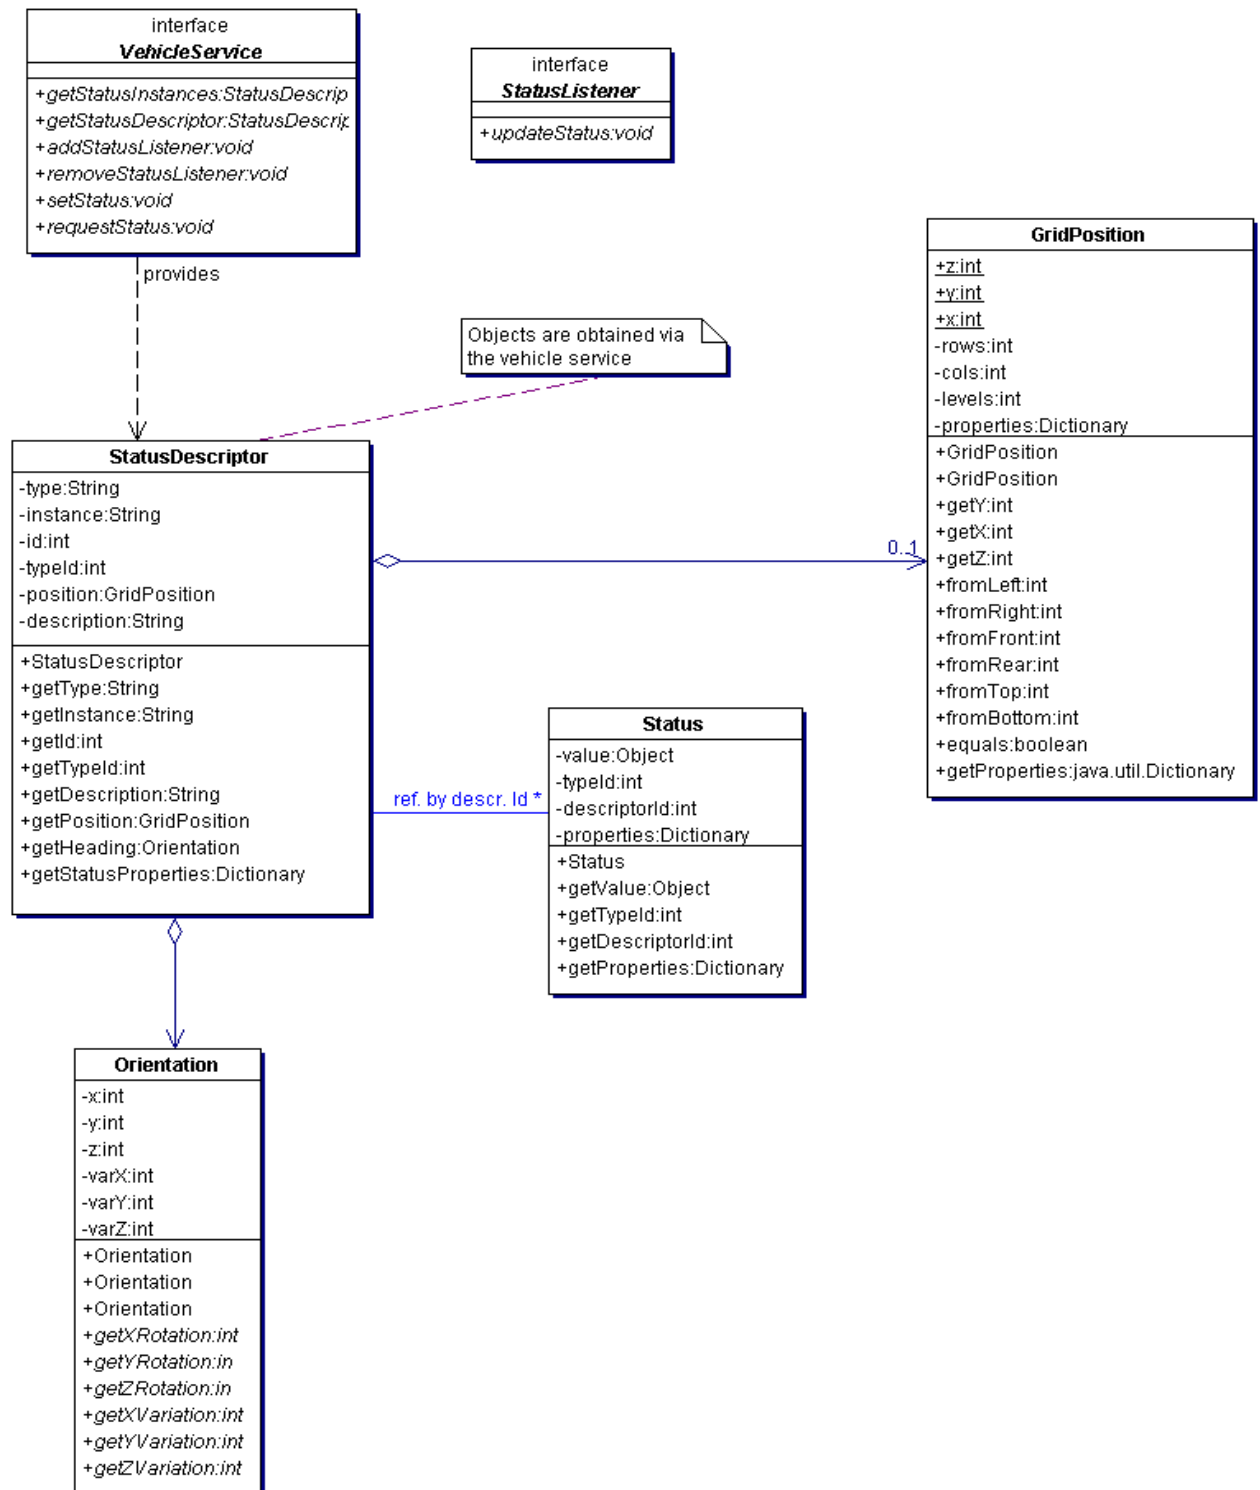 interface
VehicleService
+getStatusInstances:StatusDescrip
+getStatusDescriptor:StatusDescrip
+addStatusListener:void
+removeStatusListener:void
+setStatus:void
+requestStatus:void
interface
StatusListener
+updateStatus:void
provides
Objects are obtained via
the vehicle service
GridPosition
+z:int
+y:int
+x:int
-rows:int
-cols:int
-levels:int
-properties:Dictionary
+GridPosition
+GridPosition
+getY:int
+getX:int
+getZ:int
+fromLeft:int
+fromRight:int
+fromFront:int
+fromRear:int
+fromTop:int
+fromBottom:int
+equals:boolean
+getProperties:java.util.Dictionary
0..1
StatusDescriptor
-type:String
-instance:String
-id:int
-typeId:int
-position:GridPosition
-description:String
+StatusDescriptor
+getType:String
+getInstance:String
+getId:int
+getTypeId:int
+getDescription:String
+getPosition:GridPosition
+getHeading:Orientation
+getStatusProperties:Dictionary
ref. by descr. Id *
Status
-value:Object
-typeId:int
-descriptorId:int
-properties:Dictionary
+Status
+getValue:Object
+getTypeId:int
+getDescriptorId:int
+getProperties:Dictionary
Orientation
-x:int
-y:int
-z:int
-varX:int
-varY:int
-varZ:int
+Orientation
+Orientation
+Orientation
+getXRotation:int
+getYRotation:in
+getZRotation:in
+getXVariation:int
+getYVariation:int
+getZVariation:int